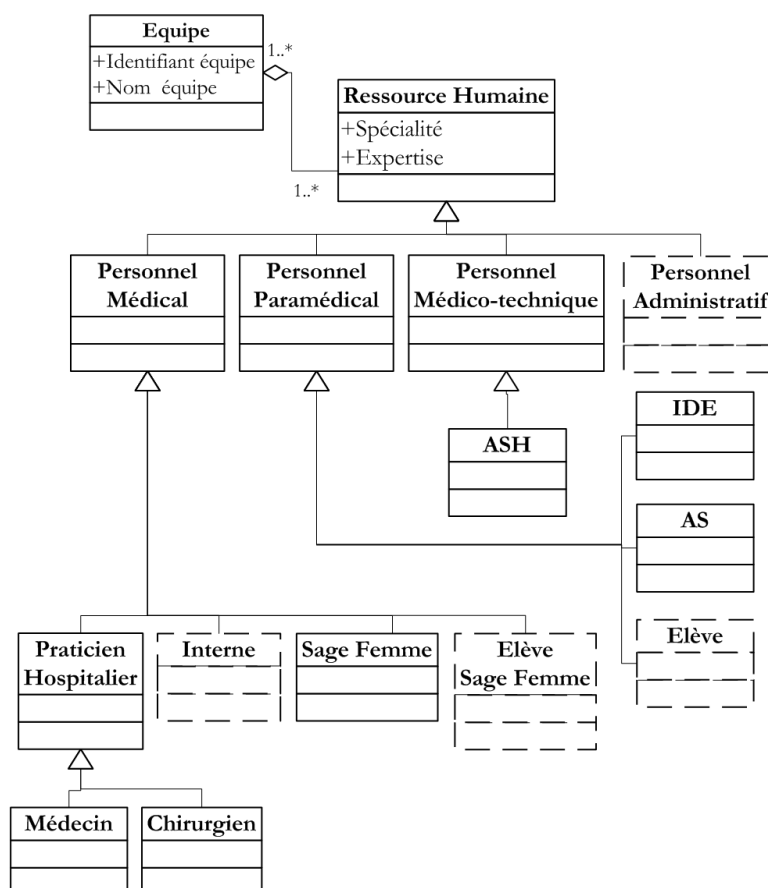 Equipe
+Identifiant équipe
+Nom équipe
1..*
Ressource Humaine
+Spécialité
+Expertise
1..*
Personnel
Médical
Personnel
Paramédical
Personnel
Médico-technique
Personnel
Administratif
IDE
ASH
AS
Elève
Praticien
Hospitalier
Interne
Sage Femme
Elève
Sage Femme
Médecin
Chirurgien